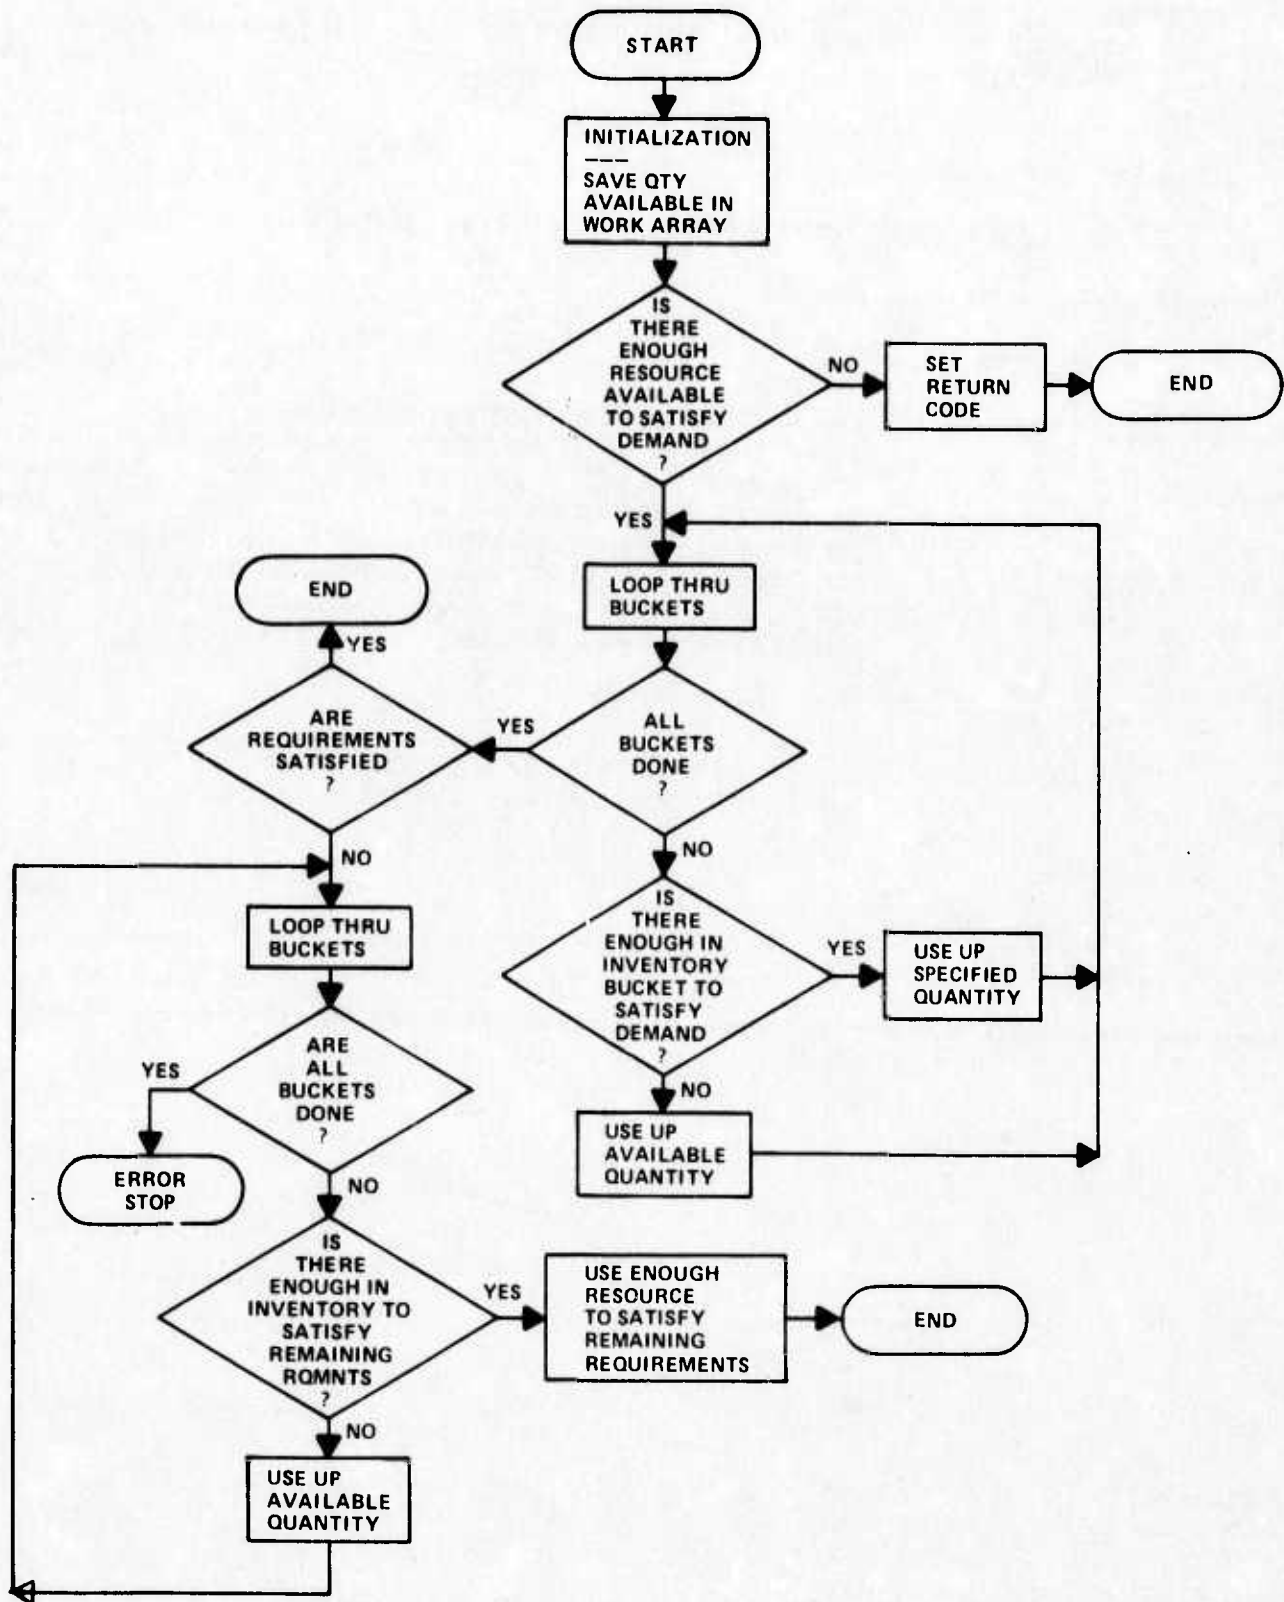 START
INITIALIZATION
---
SAVE QTY
AVAILABLE IN
WORK ARRAY
IS
THERE
ENOUGH
RESOURCE
AVAILABLE
TO SATISFY
DEMAND
?
NO
SET
RETURN
CODE
END
YES
LOOP THRU
BUCKETS
ALL
BUCKETS
DONE
?
YES
ARE
REQUIREMENTS
SATISFIED
?
YES
END
NO
IS
THERE
ENOUGH IN
INVENTORY
BUCKET TO
SATISFY
DEMAND
?
YES
USE UP
SPECIFIED
QUANTITY
NO
USE UP
AVAILABLE
QUANTITY
NO
LOOP THRU
BUCKETS
ARE
ALL
BUCKETS
DONE
?
YES
ERROR
STOP
NO
IS
THERE
ENOUGH IN
INVENTORY TO
SATISFY
REMAINING
RQMNTS
?
YES
USE ENOUGH
RESOURCE
TO SATISFY
REMAINING
REQUIREMENTS
END
NO
USE UP
AVAILABLE
QUANTITY